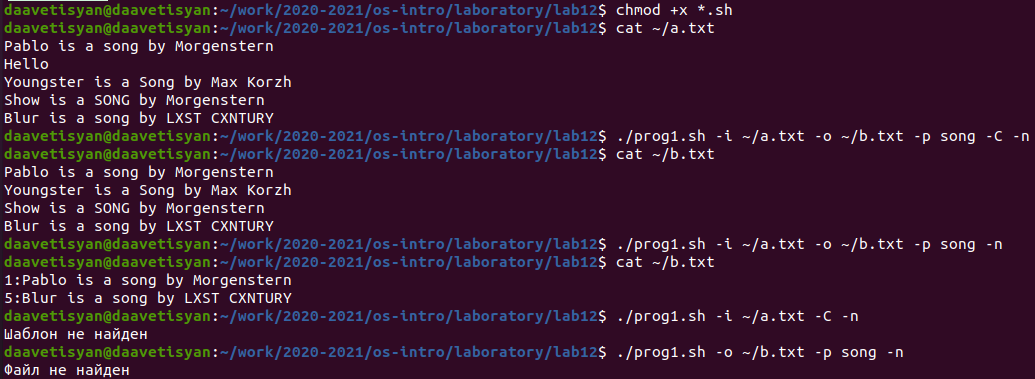 daavetisyan@daavetisyan:~/work/2020-2021/os-intro/laboratory/lab12$ chmod +x *.sh
daavetisyan@daavetisyan:~/work/2020-2021/os-intro/laboratory/lab12$ cat ~/a.txt
Pablo is a song by Morgenstern
Hello
Youngster is a Song by Max Korzh
Show is a SONG by Morgenstern
Blur is a song by LXST CXNTURY
daavetisyan@daavetisyan:~/work/2020-2021/os-intro/laboratory/lab12$ ./prog1.sh -i ~/a.txt -o ~/b.txt -p song -C -n
daavetisyan@daavetisyan:~/work/2020-2021/os-intro/laboratory/lab12$ cat ~/b.txt
Pablo is a song by Morgenstern
Youngster is a Song by Max Korzh
Show is a SONG by Morgenstern
Blur is a song by LXST CXNTURY
daavetisyan@daavetisyan:~/work/2020-2021/os-intro/laboratory/lab12$ ./prog1.sh -i ~/a.txt -o ~/b.txt -p song -n
daavetisyan@daavetisyan:~/work/2020-2021/os-intro/laboratory/lab12$ cat ~/b.txt
1:Pablo is a song by Morgenstern
5:Blur is a song by LXST CXNTURY
daavetisyan@daavetisyan:~/work/2020-2021/os-intro/laboratory/lab12$ ./prog1.sh -i ~/a.txt -C -n
Шаблон не найден
daavetisyan@daavetisyan:~/work/2020-2021/os-intro/laboratory/lab12$ ./prog1.sh -o ~/b.txt -p song -n
Файл не найден